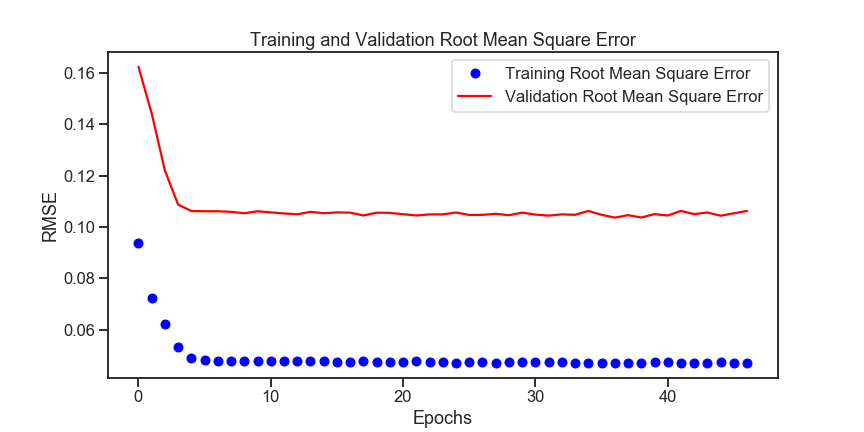 Training and Validation Root Mean Square Error
Training Root Mean Square Error
Validation Root Mean Square Error
0.16
0.14
0.12
0.10
0.08
0.06
RMSE
0 10 20 30 40
Epochs